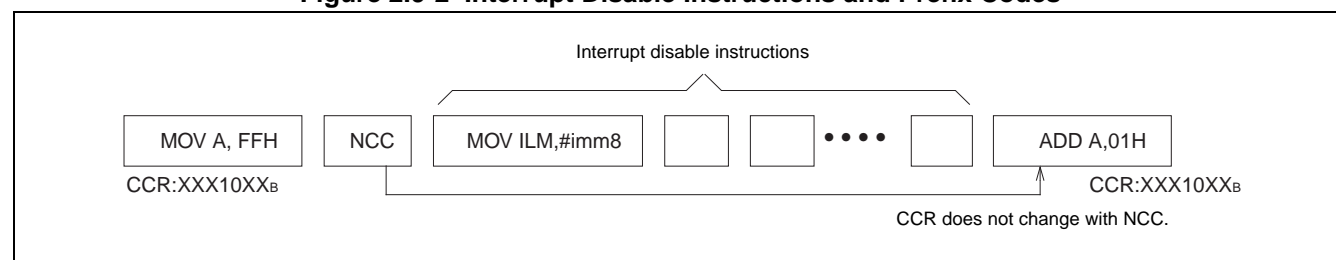 Figure 2.9-2 Interrupt Disable Instructions and Prefix Codes
Interrupt disable instructions
MOV A, FFH NCC MOV ILM,#imm8 •••• ADD A,01H
CCR:XXX10XXB CCR:XXX10XXB
CCR does not change with NCC.